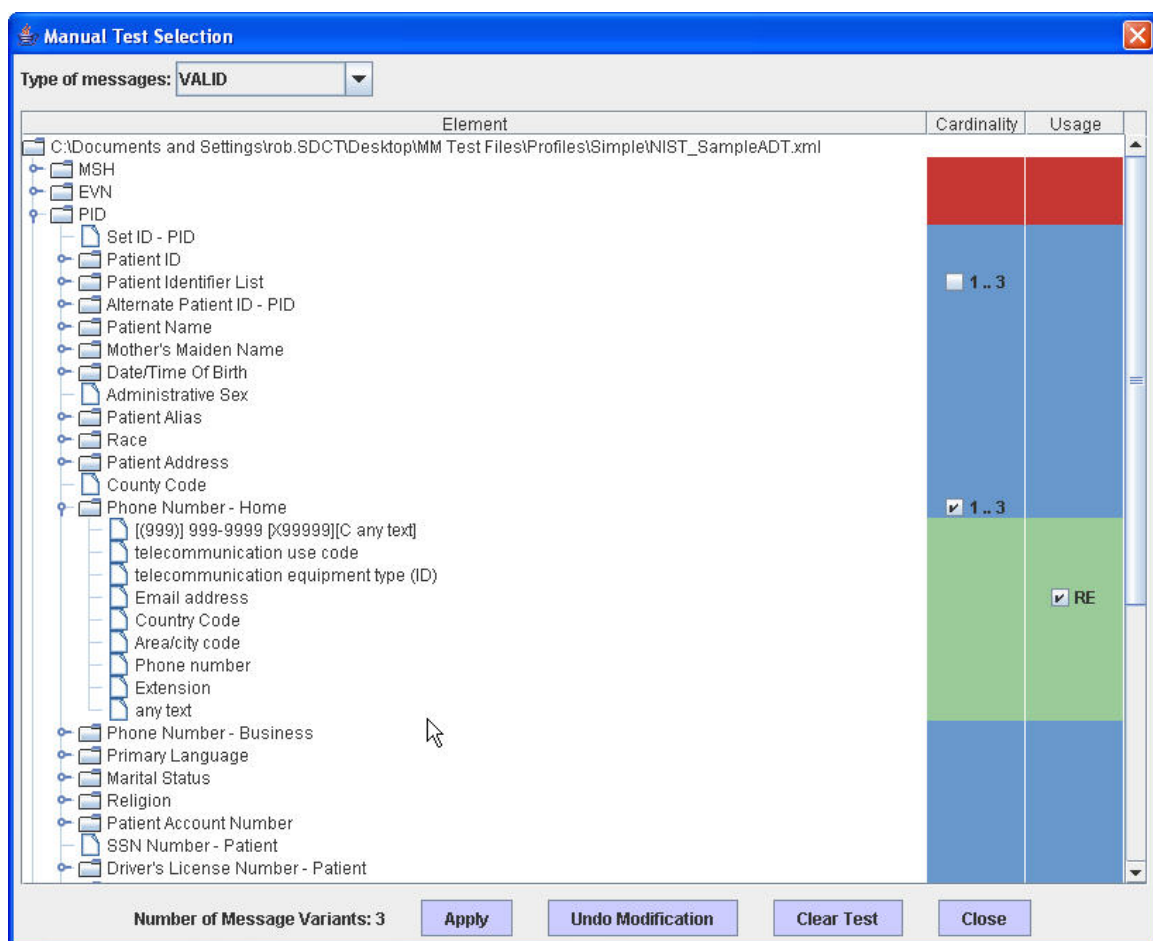 Manual Test Selection
Type of messages: VALID
Element Cardinality Usage
C:\Documents and Settings\rob.SDCT\Desktop\MM Test Files\Profiles\Simple\NIST_SampleADT.xml
MSH
EVN
PID
Set ID - PID
Patient ID
Patient Identifier List 1 .. 3
Alternate Patient ID - PID
Patient Name
Mother's Maiden Name
Date/Time Of Birth
Administrative Sex
Patient Alias
Race
Patient Address
County Code
Phone Number - Home 1 .. 3
[(999)] 999-9999 [X99999][C any text]
telecommunication use code
telecommunication equipment type (ID)
Email address RE
Country Code
Area/city code
Phone number
Extension
any text
Phone Number - Business
Primary Language
Marital Status
Religion
Patient Account Number
SSN Number - Patient
Driver's License Number - Patient
Number of Message Variants: 3 Apply Undo Modification Clear Test Close